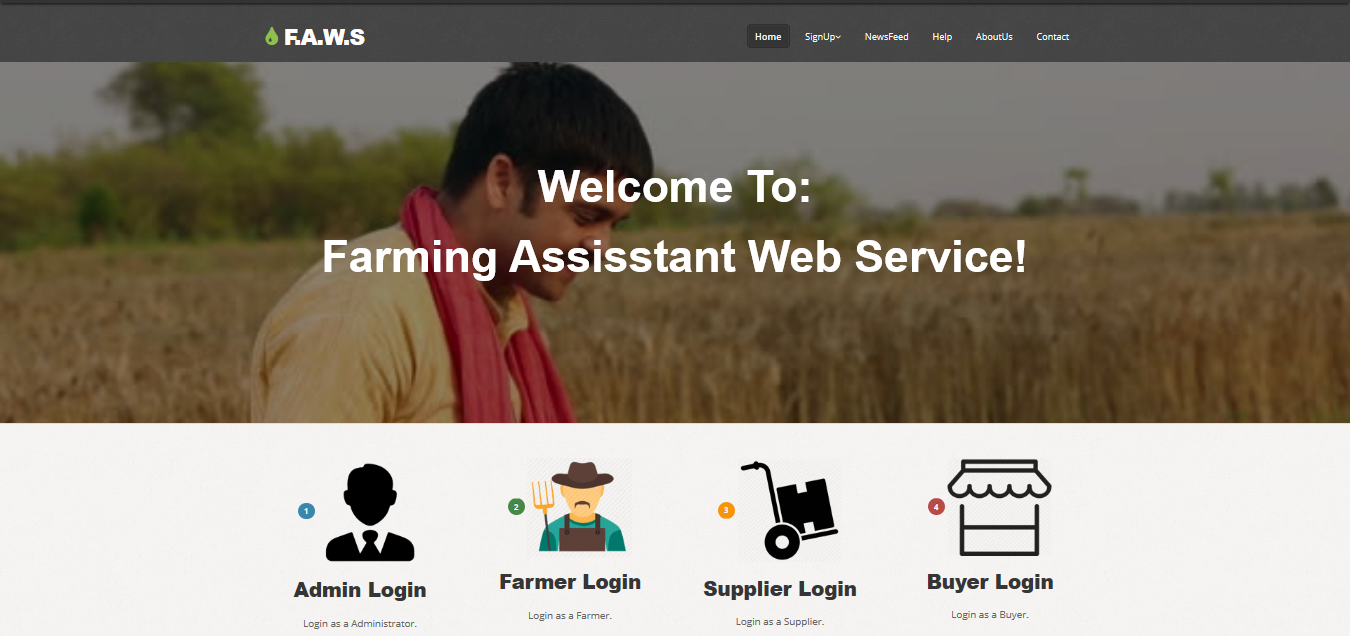 F.A.W.S
Home SignUp NewsFeed Help AboutUs Contact
Welcome To:
Farming Assisstant Web Service!
1 2 3 4
Admin Login Farmer Login Supplier Login Buyer Login
Login as a Administrator. Login as a Farmer. Login as a Supplier. Login as a Buyer.